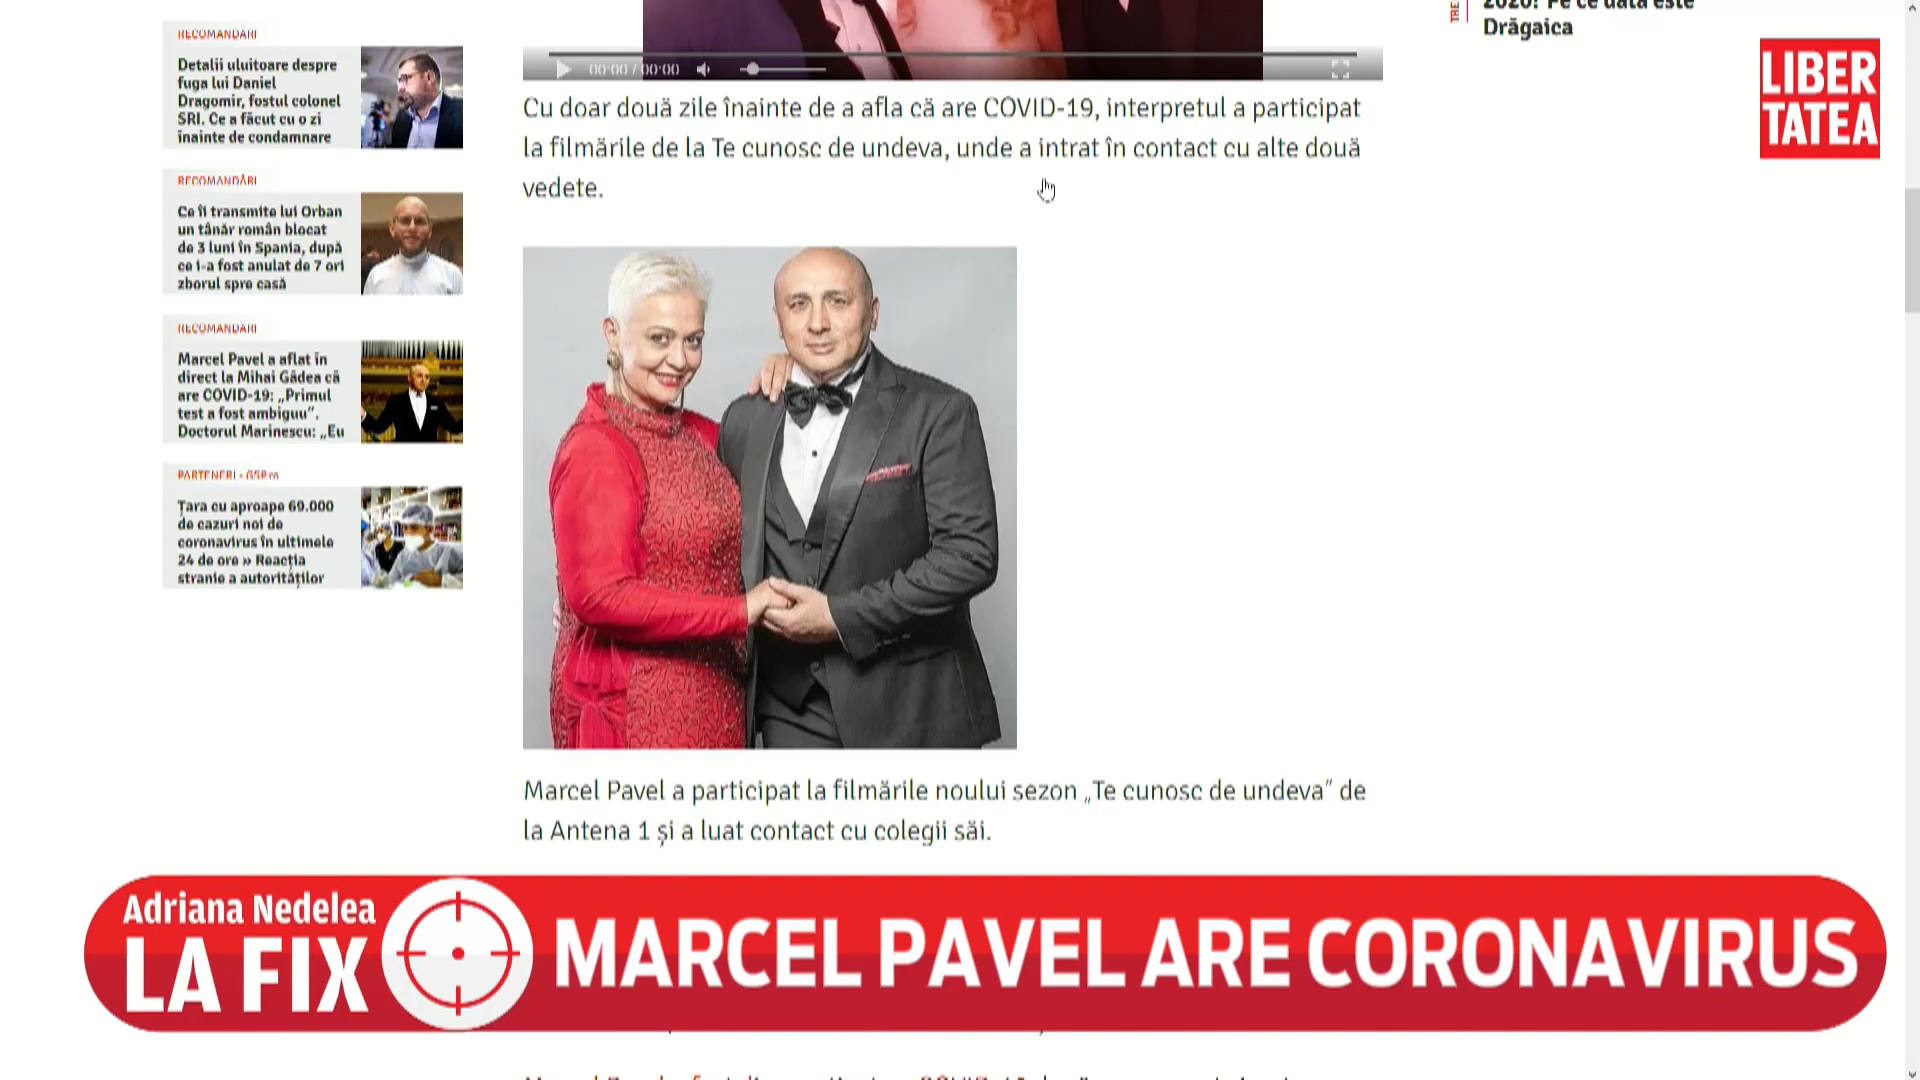 RECOMANDĂRI
Detalii uluitoare despre
fuga lui Daniel
Dragomir, fostul colonel
SRI. Ce a făcut cu o zi
înainte de condamnare
RECOMANDĂRI
Ce îi transmite lui Orban
un tânăr român blocat
de 3 luni în Spania, după
ce i-a fost anulat de 7 ori
zborul spre casă
RECOMANDĂRI
Marcel Pavel a aflat în
direct la Mihai Gâdea că
are COVID-19: „Primul
test a fost ambiguu”.
Doctorul Marinescu: „Eu
PARTENERI - GSP.ro
Țara cu aproape 69.000
de cazuri noi de
coronavirus în ultimele
24 de ore » Reacția
stranie a autorităților
00:00 / 00:00
Cu doar două zile înainte de a afla că are COVID-19, interpretul a participat
la filmările de la Te cunosc de undeva, unde a intrat în contact cu alte două
vedete.
Marcel Pavel a participat la filmările noului sezon „Te cunosc de undeva” de
la Antena 1 și a luat contact cu colegii săi.
2020? Pe ce dată este
Drăgaica
LIBER
TATEA
Adriana Nedelea
LA FIX
MARCEL PAVEL ARE CORONAVIRUS